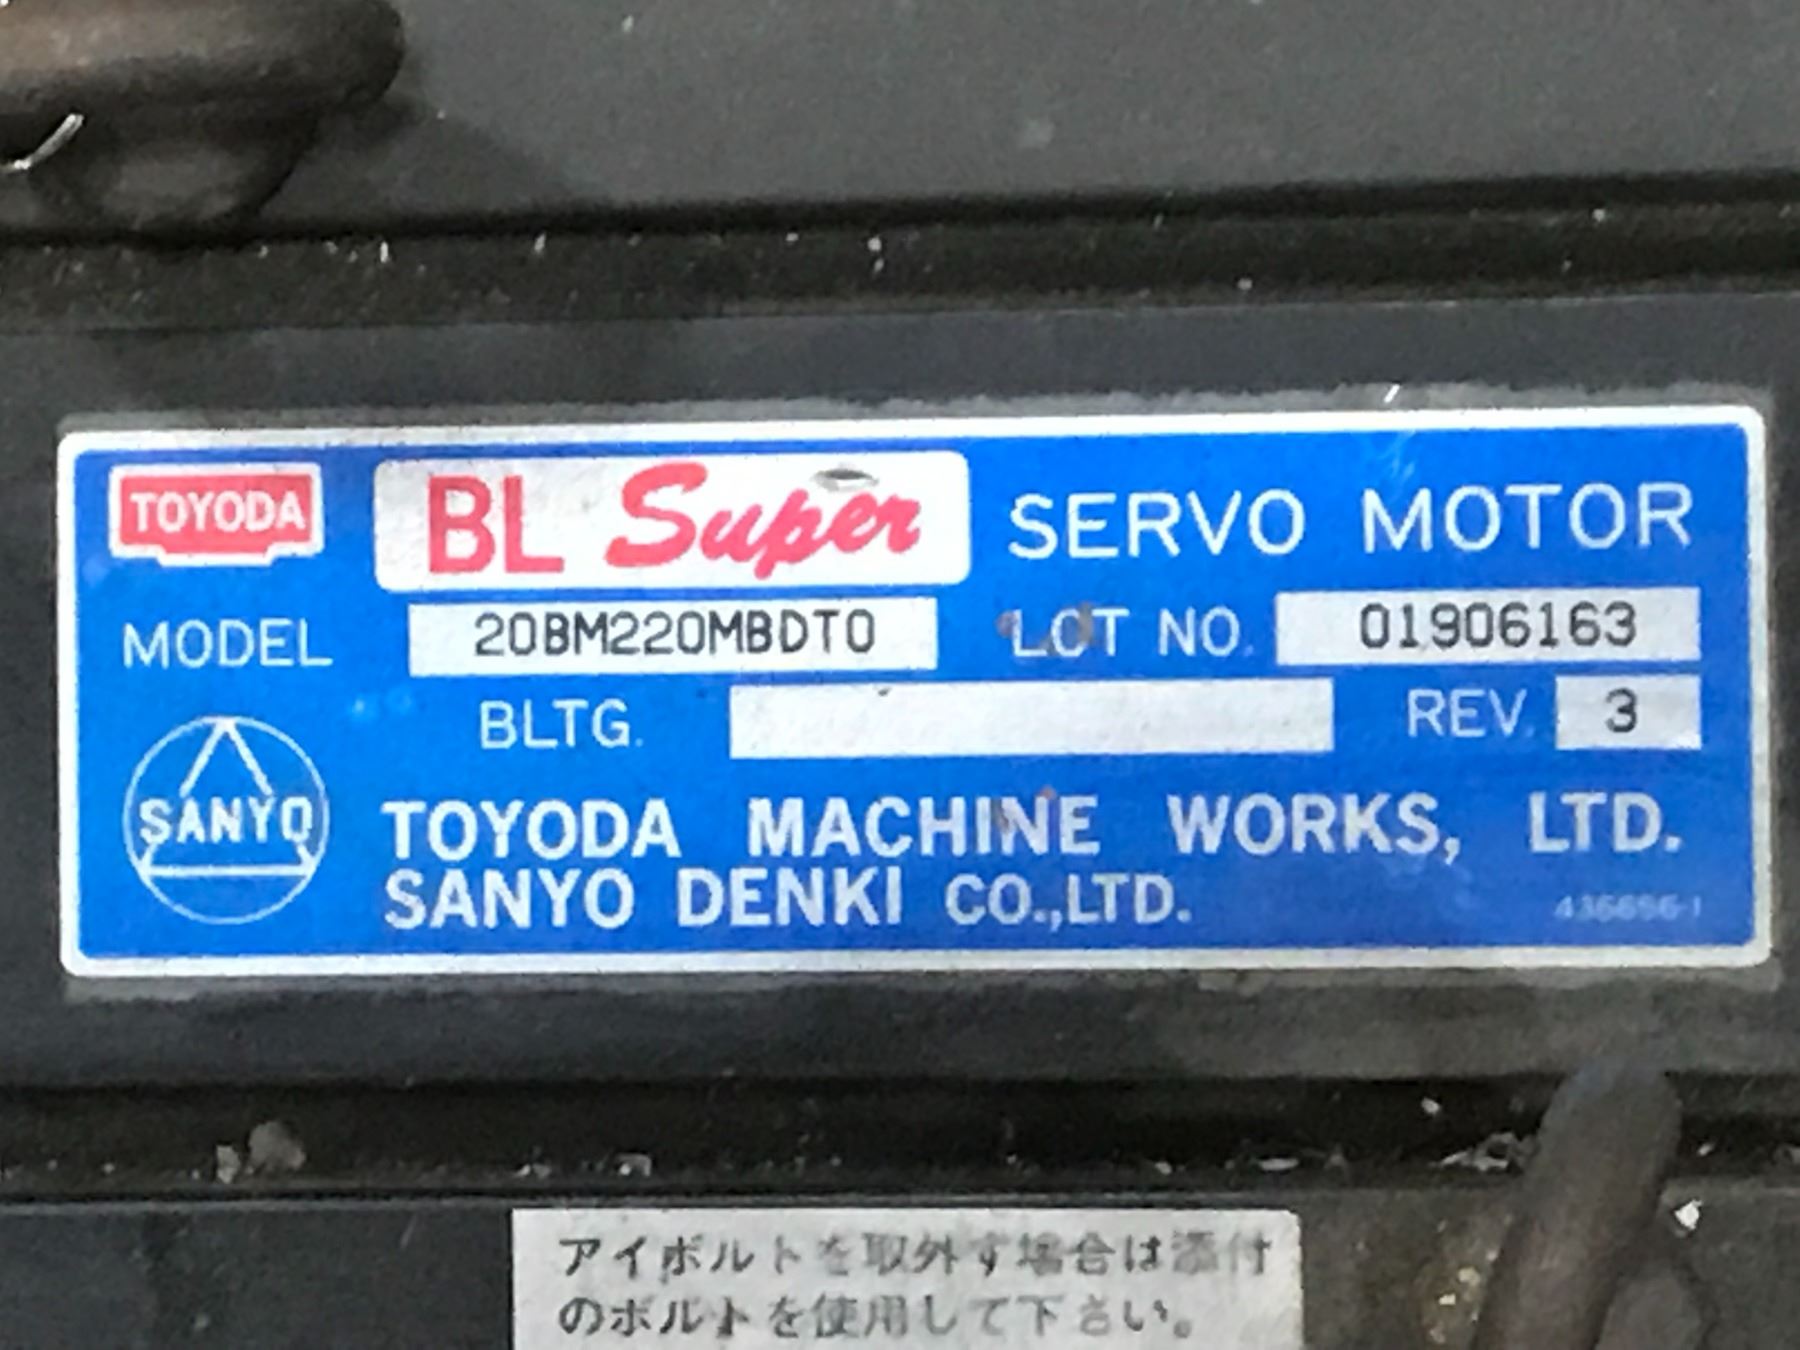 TOYODA BL Super SERVO MOTOR
MODEL 20BM220MBDT0 LOT NO. 01906163
BLTG. REV. 3
SANYO
TOYODA MACHINE WORKS, LTD.
SANYO DENKI CO.,LTD.
436696-1
アイボルトを取外す場合は添付
のボルトを使用して下さい。